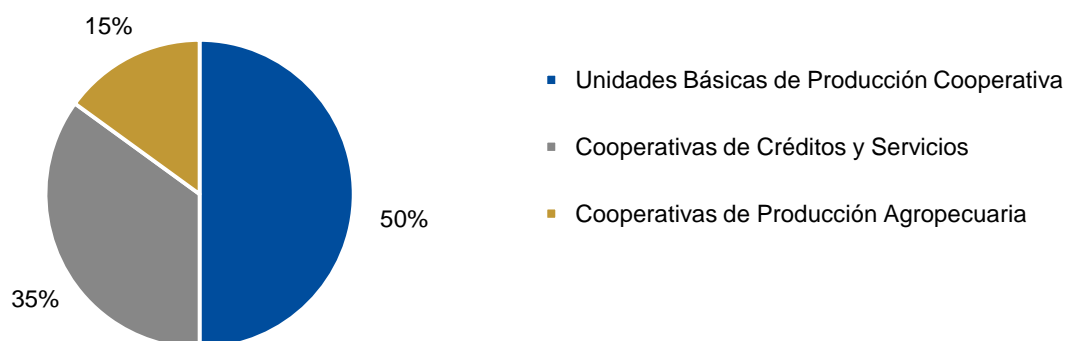 15%
50%
35%
Unidades Básicas de Producción Cooperativa
Cooperativas de Créditos y Servicios
Cooperativas de Producción Agropecuaria